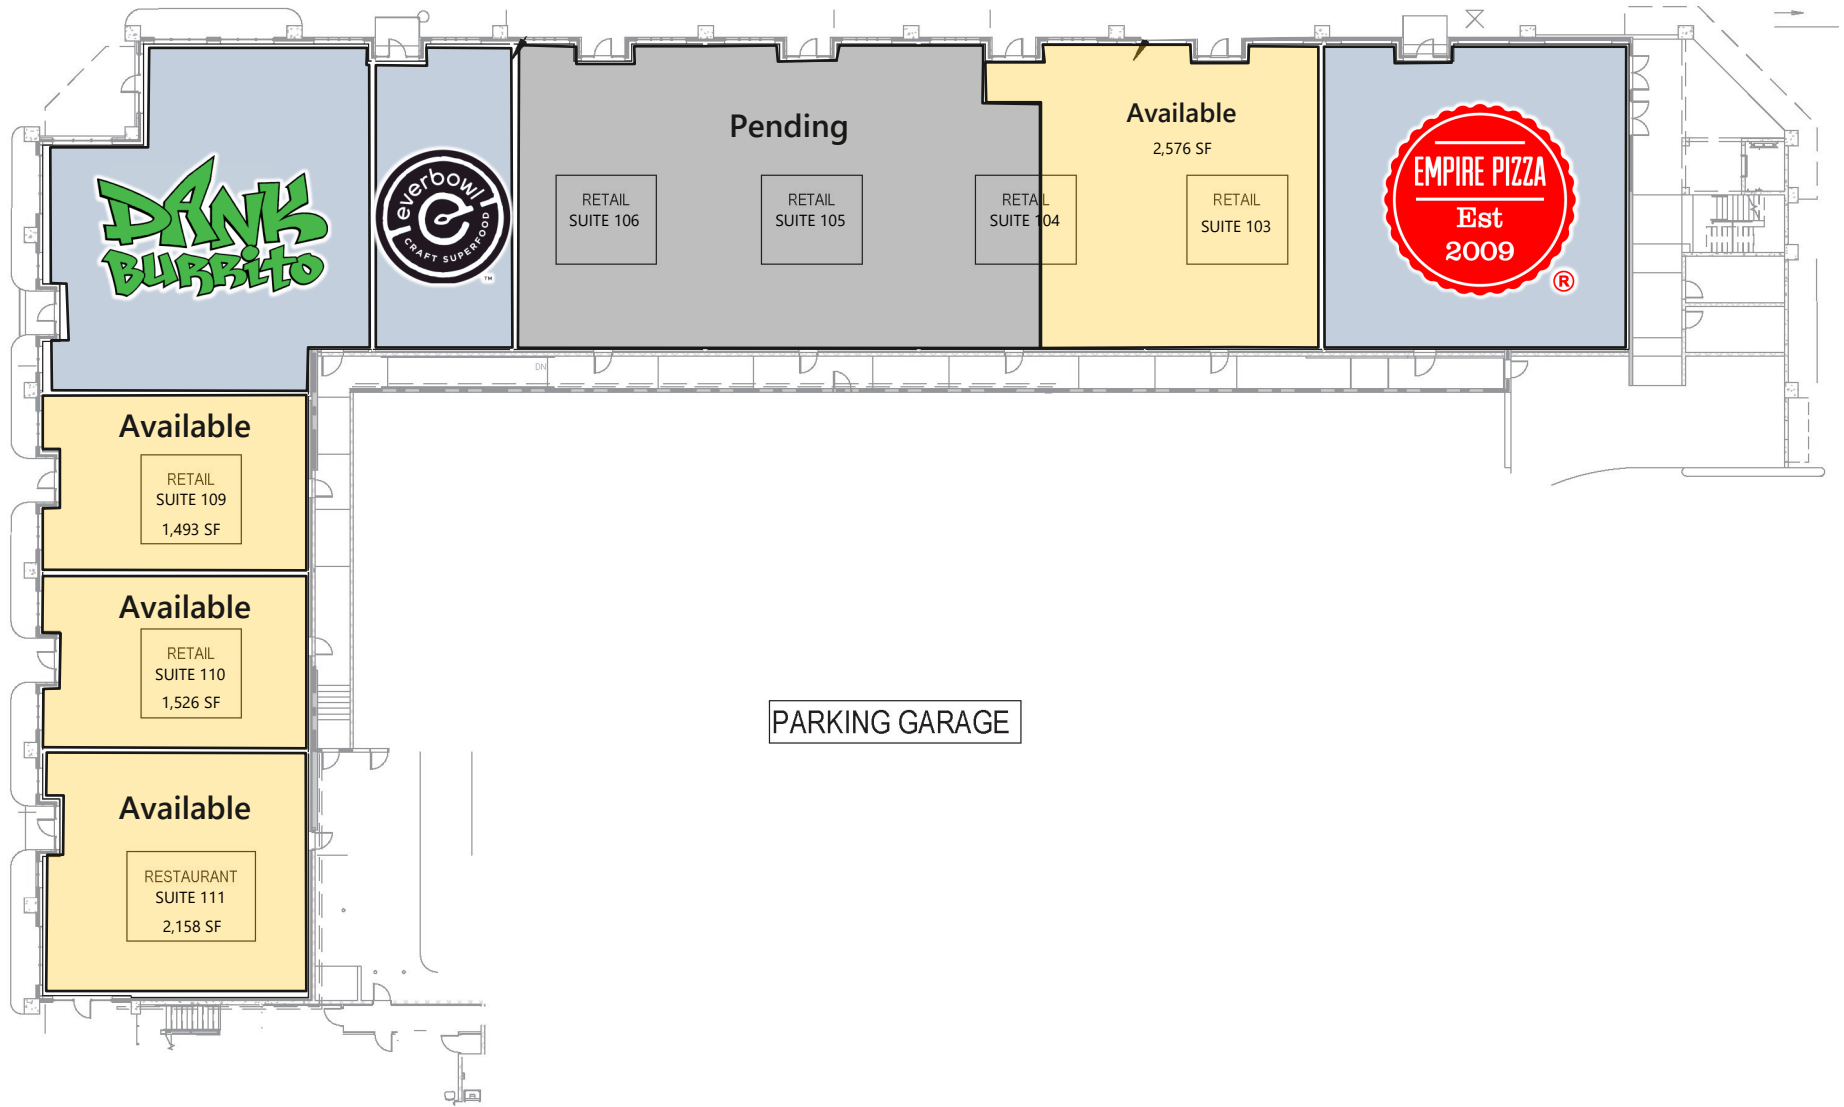 DANK
BURRito
everbowl
CRAFT SUPERFOOD
™
Pending
RETAIL
SUITE 106
RETAIL
SUITE 105
RETAIL
SUITE 104
Available
2,576 SF
RETAIL
SUITE 103
EMPIRE PIZZA
Est
2009
®
DN
Available
RETAIL
SUITE 109
1,493 SF
Available
RETAIL
SUITE 110
1,526 SF
PARKING GARAGE
Available
RESTAURANT
SUITE 111
2,158 SF